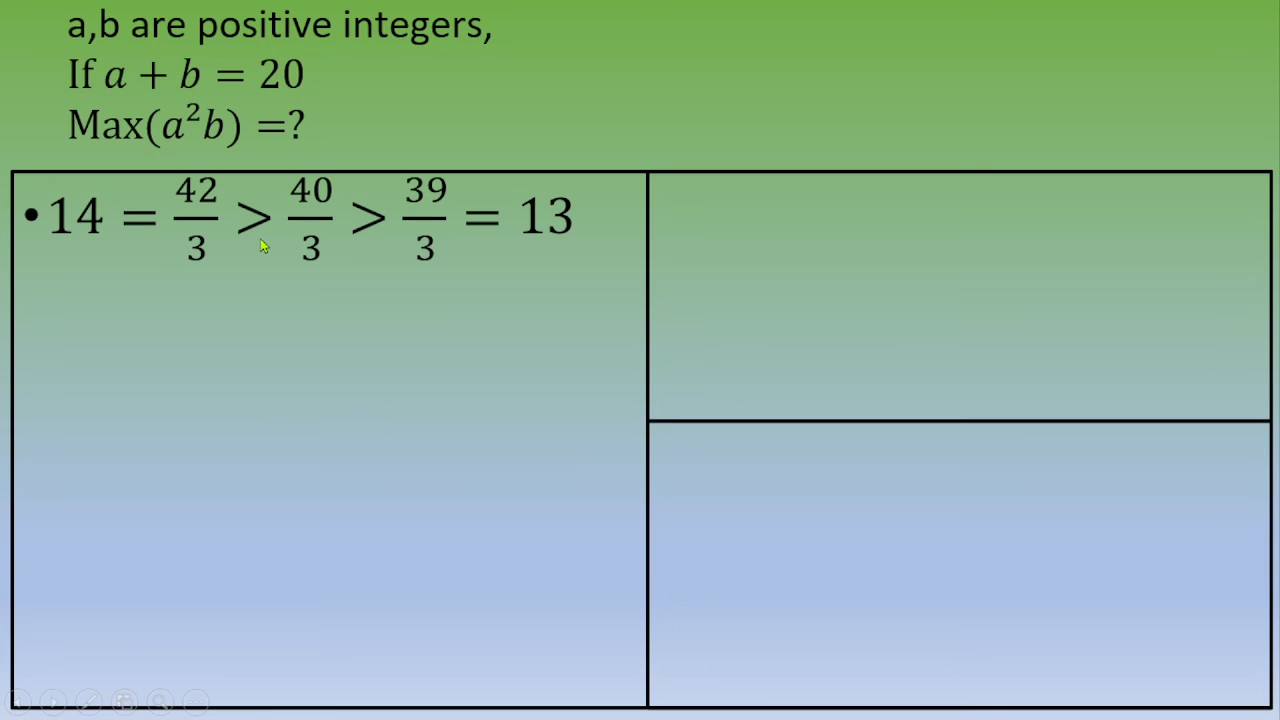 a,b are positive integers,
If a + b = 20
Max(a²b) =?
•14 = 42/3 > 40/3 > 39/3 = 13